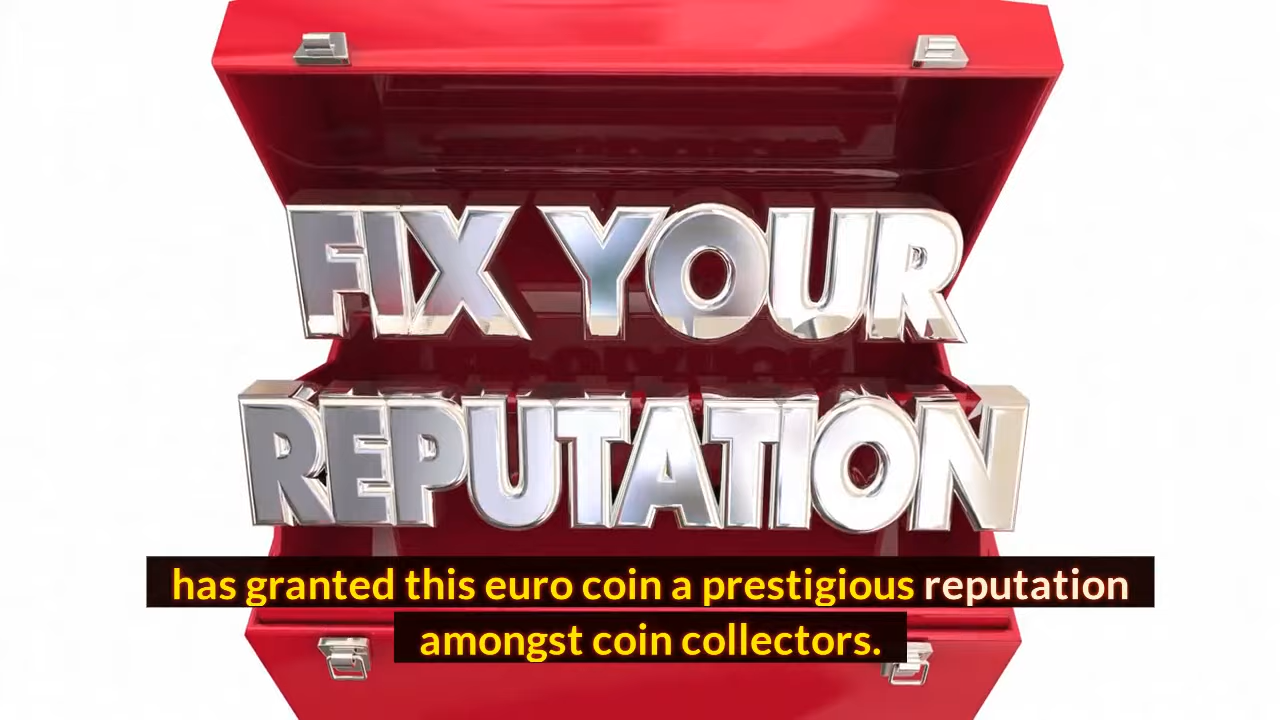 FIX YOUR
REPUTATION
has granted this euro coin a prestigious reputation
amongst coin collectors.